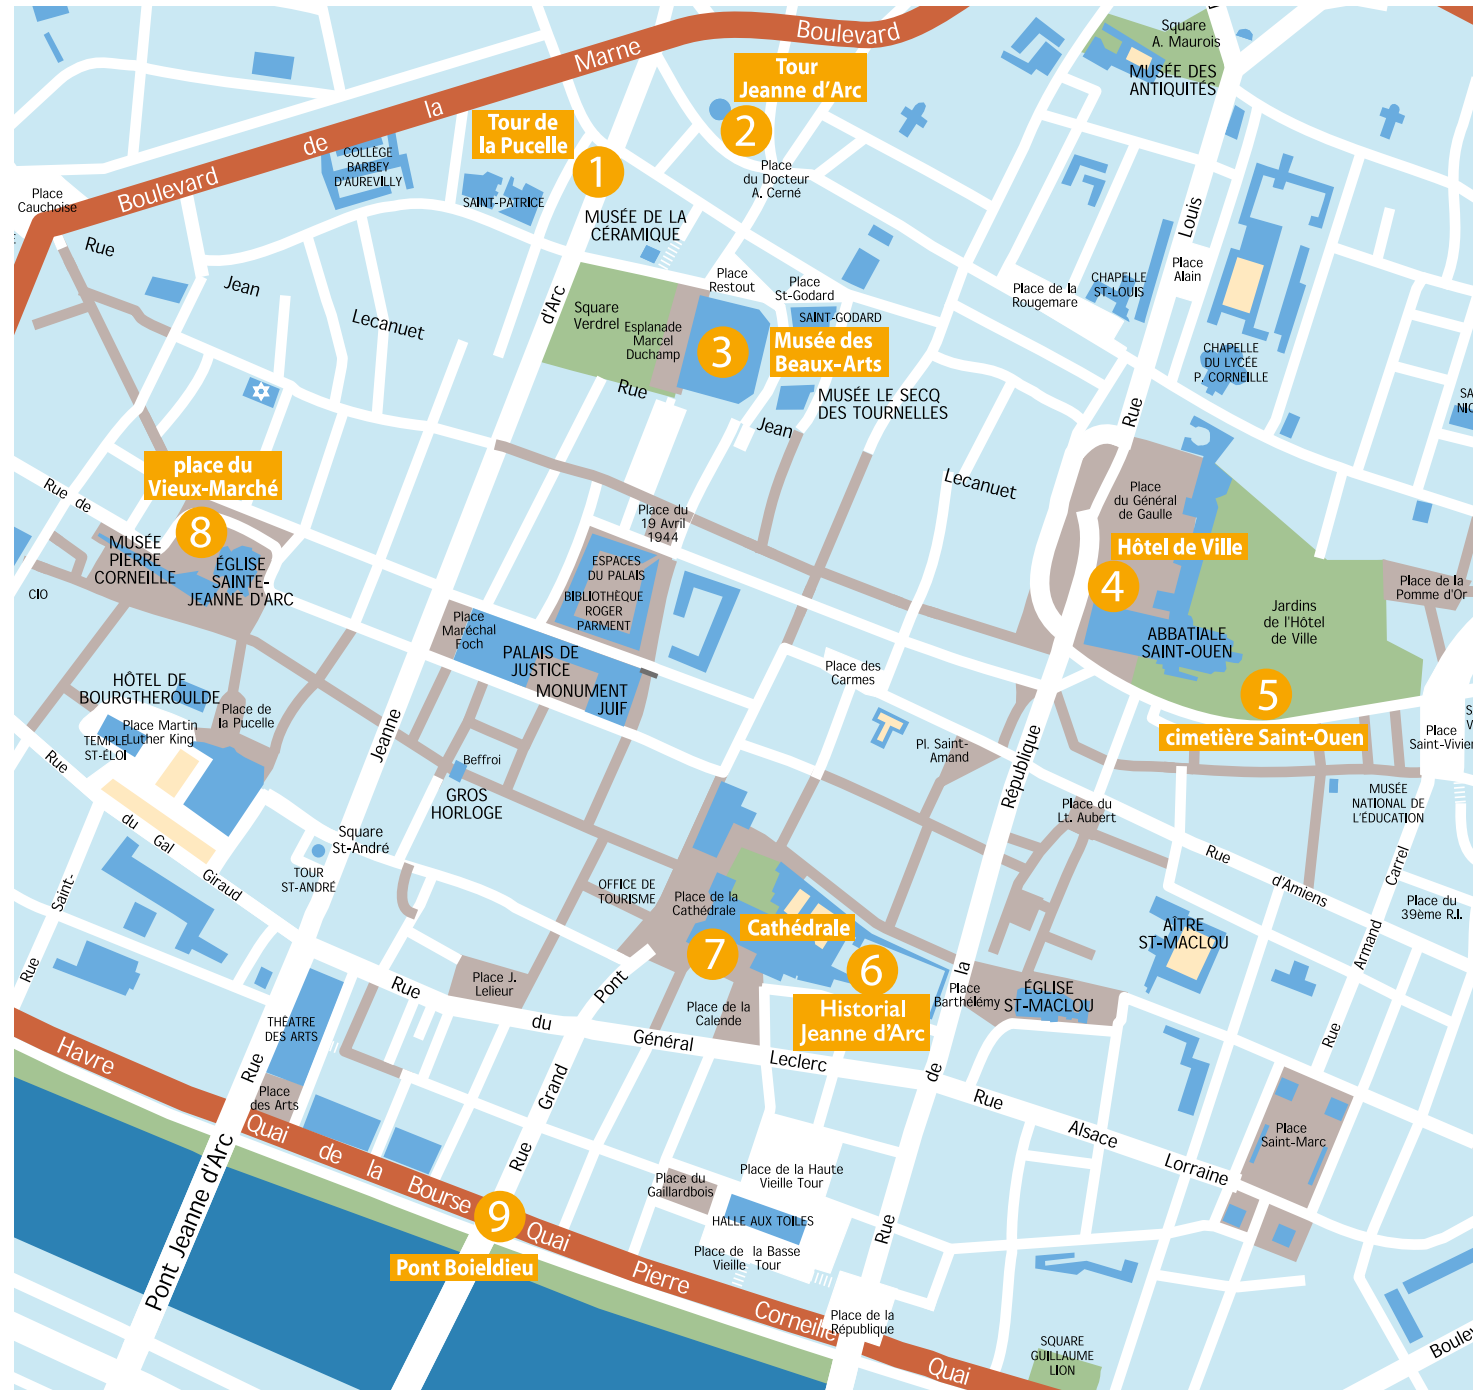 Boulevard
de
la
Marne
Boulevard
Square
A. Maurois
MUSÉE DES
ANTIQUITÉS
Tour
Jeanne d'Arc
2
Tour de
la Pucelle
1
COLLÈGE
BARBEY
D'AUREVILLY
SAINT-PATRICE
Place
Cauchoise
Place
du Docteur
A. Cerné
MUSÉE DE LA
CÉRAMIQUE
Rue
Jean
Lecanuet
d'Arc
Place
Restout
Place
St-Godard
SAINT-GODARD
Square
Verdrel
Esplanade
Marcel
Duchamp
3
Musée des
Beaux-Arts
MUSÉE LE SECQ
DES TOURNELLES
Rue
Jean
Lecanuet
Louis
Place
Alain
Place de la
Rougemare
CHAPELLE
ST-LOUIS
CHAPELLE
DU LYCÉE
P. CORNEILLE
Rue
place du
Vieux-Marché
8
Rue de
MUSÉE
PIERRE
CORNEILLE
ÉGLISE
SAINTE-
JEANNE D'ARC
CIO
Place du
19 Avril
1944
ESPACES
DU PALAIS
BIBLIOTHÈQUE
ROGER
PARMENT
Place
Maréchal
Foch
PALAIS DE
JUSTICE
MONUMENT
JUIF
Place
du Général
de Gaulle
Hôtel de Ville
4
ABBATIALE
SAINT-OUEN
Jardins
de l'Hôtel
de Ville
Place de la
Pomme d'Or
5
cimetière Saint-Ouen
Place
Saint-Vivien
Place des
Carmes
Pl. Saint-
Amand
République
HÔTEL DE
BOURGTHEROULDE
Place de
la Pucelle
Place Martin
Luther King
TEMPLE
ST-ÉLOI
Jeanne
Beffroi
GROS
HORLOGE
Rue
du
Gal
Giraud
Square
St-André
TOUR
ST-ANDRÉ
MUSÉE
NATIONAL DE
L'ÉDUCATION
Place du
Lt. Aubert
Rue
d'Amiens
Carrel
Place du
39ème R.I.
Armand
Rue
Saint-
Rue
OFFICE DE
TOURISME
Place de la
Cathédrale
Cathédrale
7
6
Historial
Jeanne d'Arc
AÎTRE
ST-MACLOU
Place
Barthélémy
ÉGLISE
ST-MACLOU
la
de
Place J.
Lelieur
Pont
Place de la
Calende
Rue
du
Général
Leclerc
THÉATRE
DES ARTS
Rue
Place
des Arts
Grand
Rue
Rue
Alsace
Lorraine
Place
Saint-Marc
Havre
Quai
de
la
Bourse
9
Pont Boieldieu
Pont Jeanne d'Arc
Quai
Pierre
Corneille
Quai
Place du
Gaillardbois
Place de la Haute
Vieille Tour
HALLE AUX TOILES
Place de la Basse
Vieille Tour
Rue
Place de la
République
SQUARE
GUILLAUME
LION